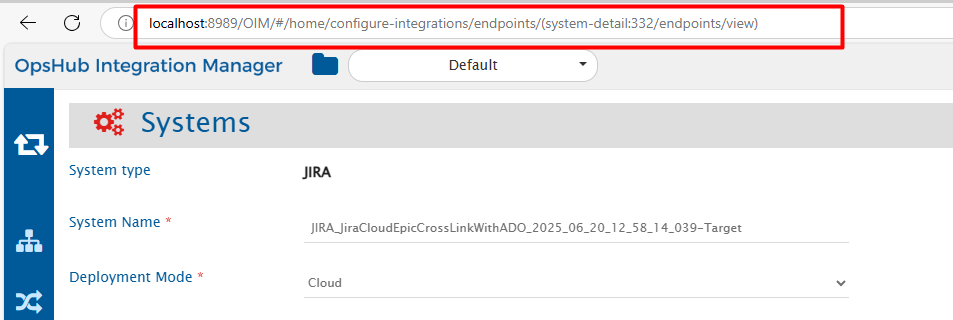 localhost:8989/OIM/#/home/configure-integrations/endpoints/(system-detail:332/endpoints/view)
OpsHub Integration Manager
Default
Systems
System type
JIRA
System Name *
JIRA_JiraCloudEpicCrossLinkWithADO_2025_06_20_12_58_14_039-Target
Deployment Mode *
Cloud